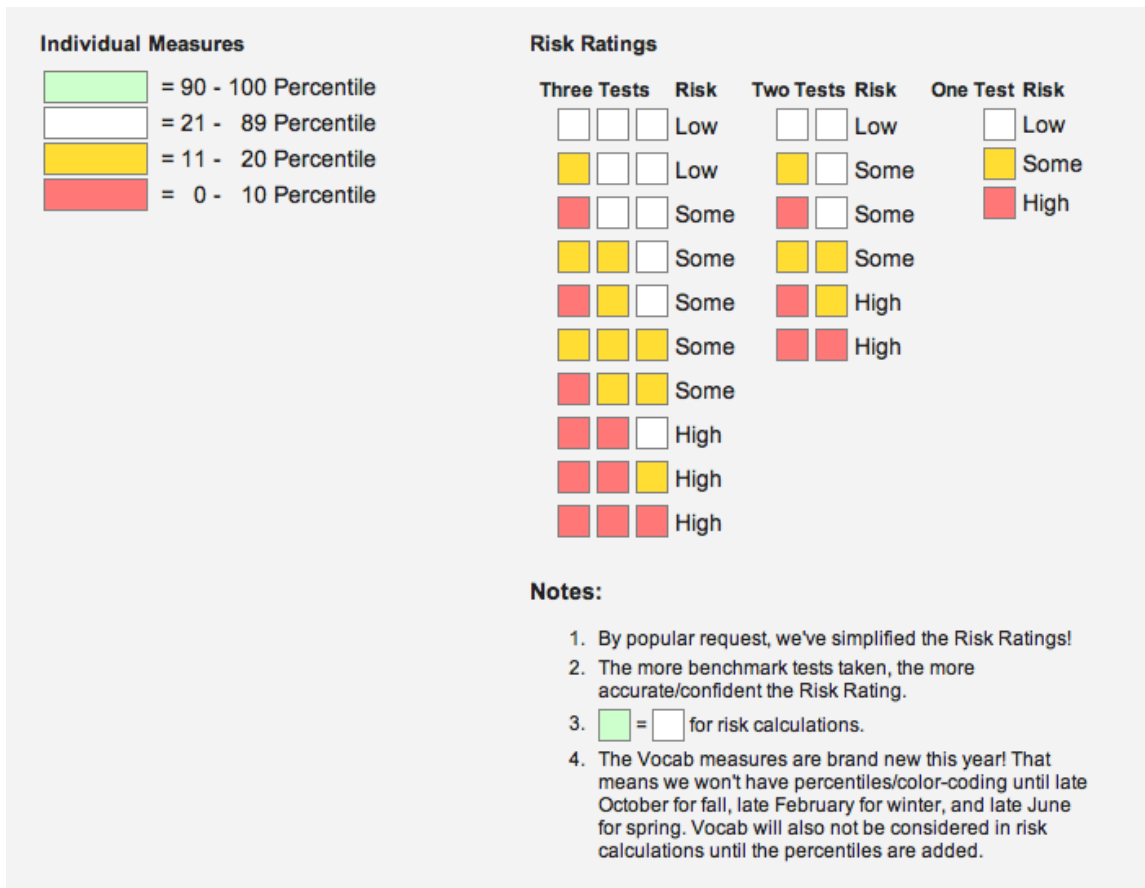 Individual Measures
= 90 - 100 Percentile
= 21 - 89 Percentile
= 11 - 20 Percentile
= 0 - 10 Percentile
Risk Ratings
Three Tests Risk Two Tests Risk One Test Risk
Low Low Low
Low Some Some
Some Some High
Some Some
Some High
Some High
Some
High
High
High
Notes:
1. By popular request, we've simplified the Risk Ratings!
2. The more benchmark tests taken, the more
accurate/confident the Risk Rating.
3. = for risk calculations.
4. The Vocab measures are brand new this year! That
means we won't have percentiles/color-coding until late
October for fall, late February for winter, and late June
for spring. Vocab will also not be considered in risk
calculations until the percentiles are added.